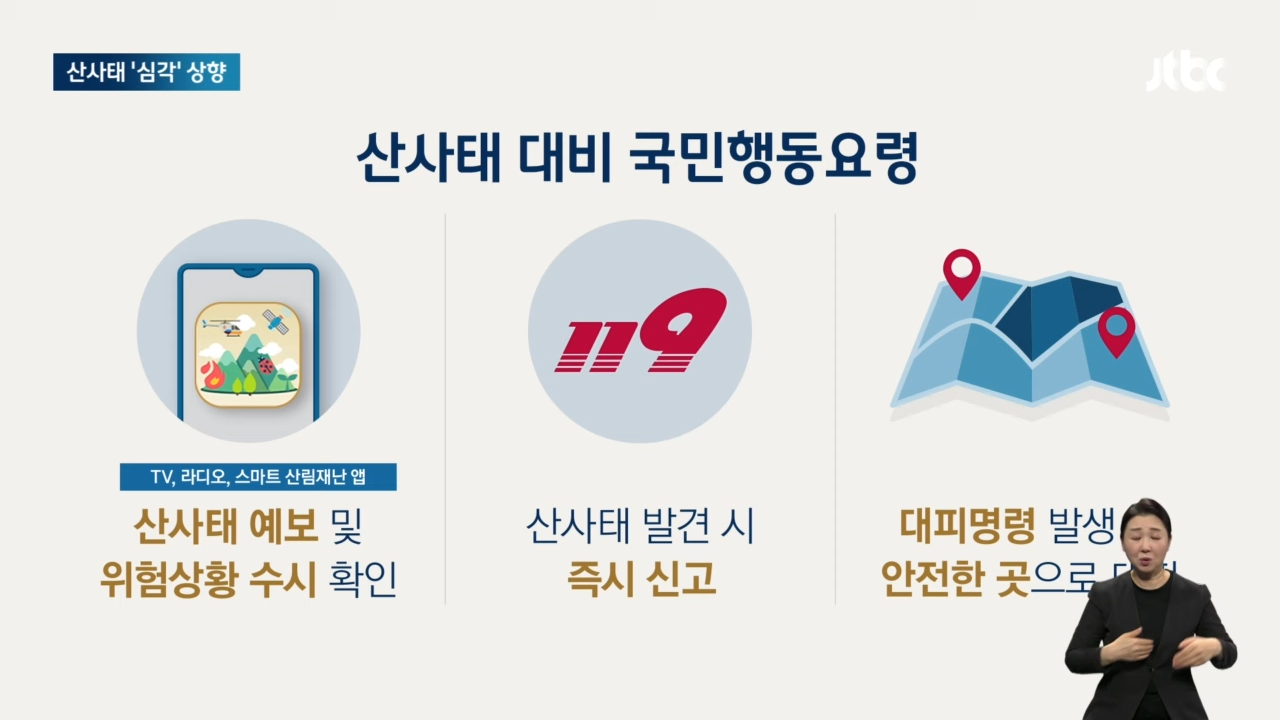 산사태 '심각' 상향
jtbc
산사태 대비 국민행동요령
119
TV, 라디오, 스마트 산림재난 앱
산사태 예보 및
위험상황 수시 확인
산사태 발견 시
즉시 신고
대피명령 발생
안전한 곳으로